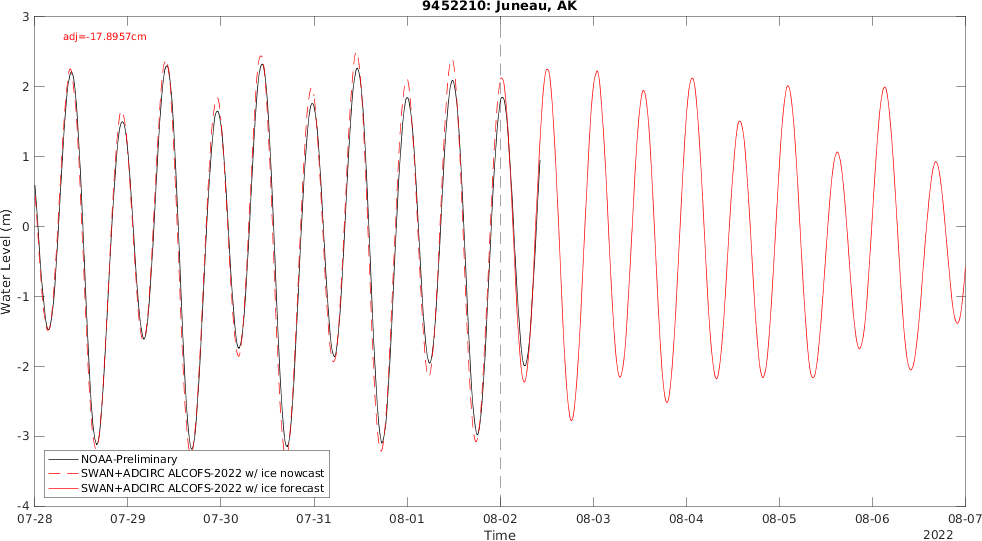 9452210: Juneau, AK
adj=-17.8957cm
3
2
1
0
-1
-2
-3
-4
Water Level (m)
NOAA-Preliminary
SWAN+ADCIRC ALCOFS-2022 w/ ice nowcast
SWAN+ADCIRC ALCOFS-2022 w/ ice forecast
07-28 07-29 07-30 07-31 08-01 08-02 08-03 08-04 08-05 08-06 08-07
Time
2022